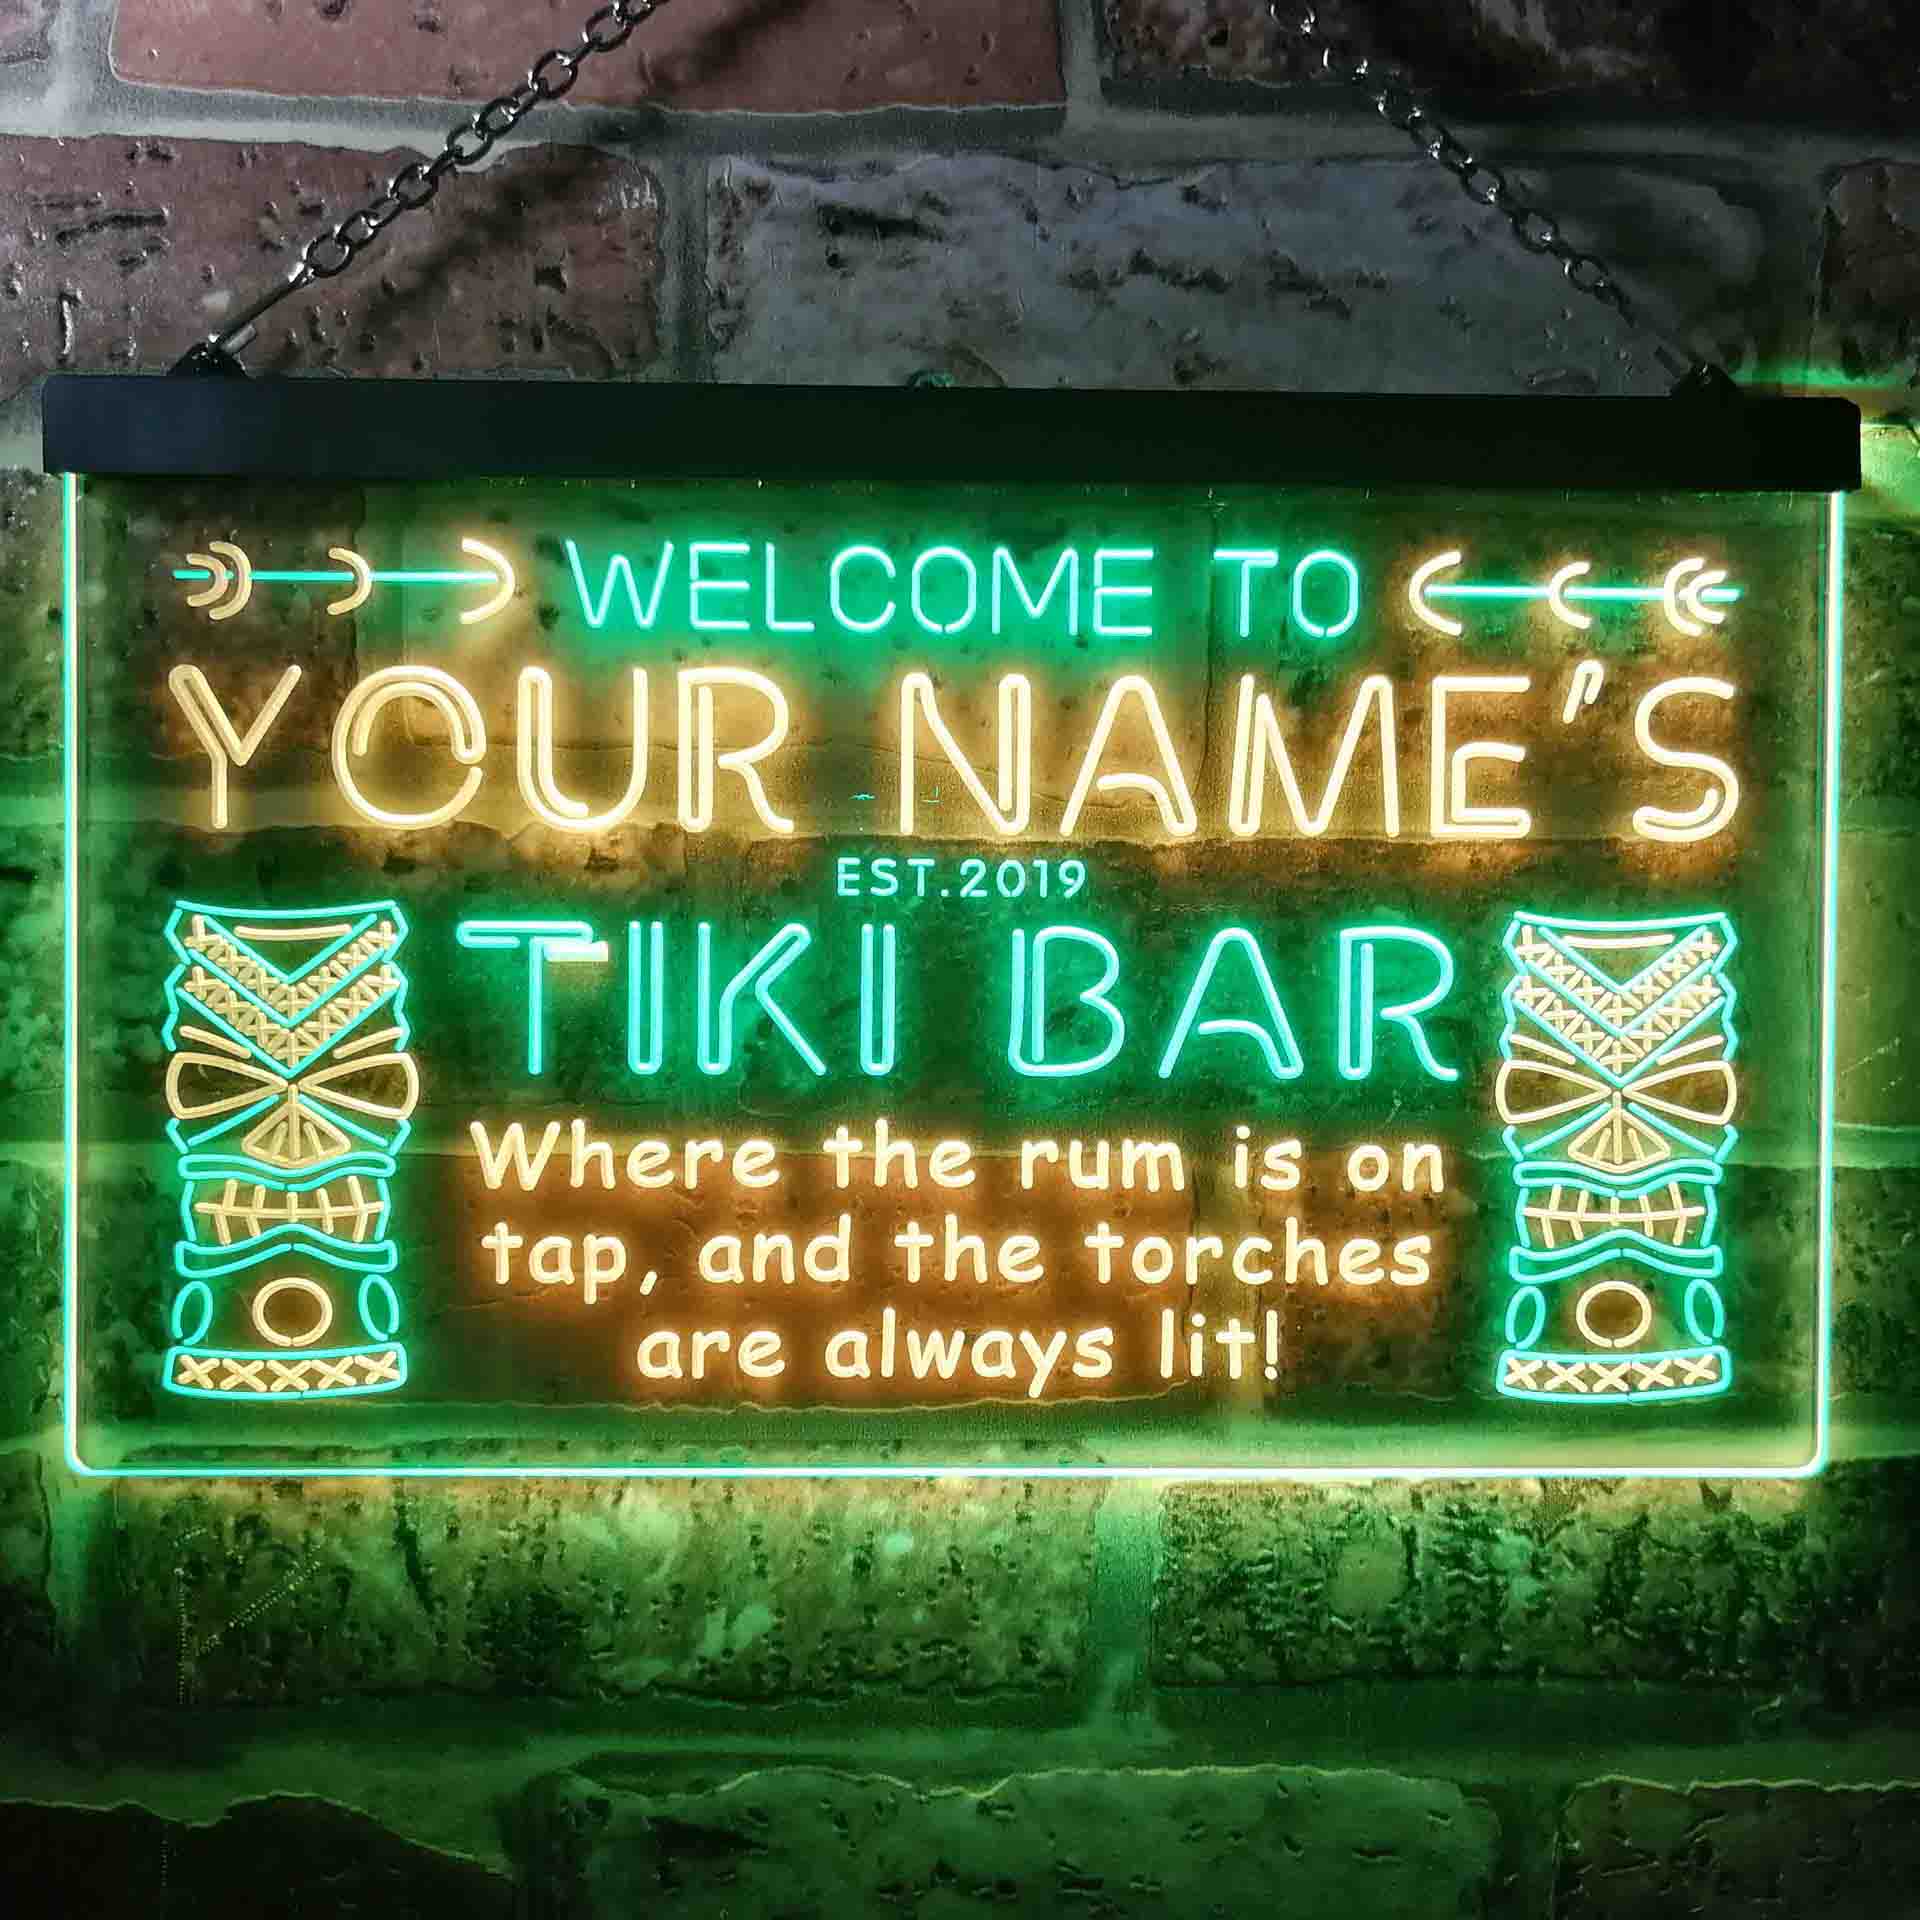 WELCOME TO
YOUR NAME'S
EST.2019
TIKI BAR
Where the rum is on
tap, and the torches
are always lit!